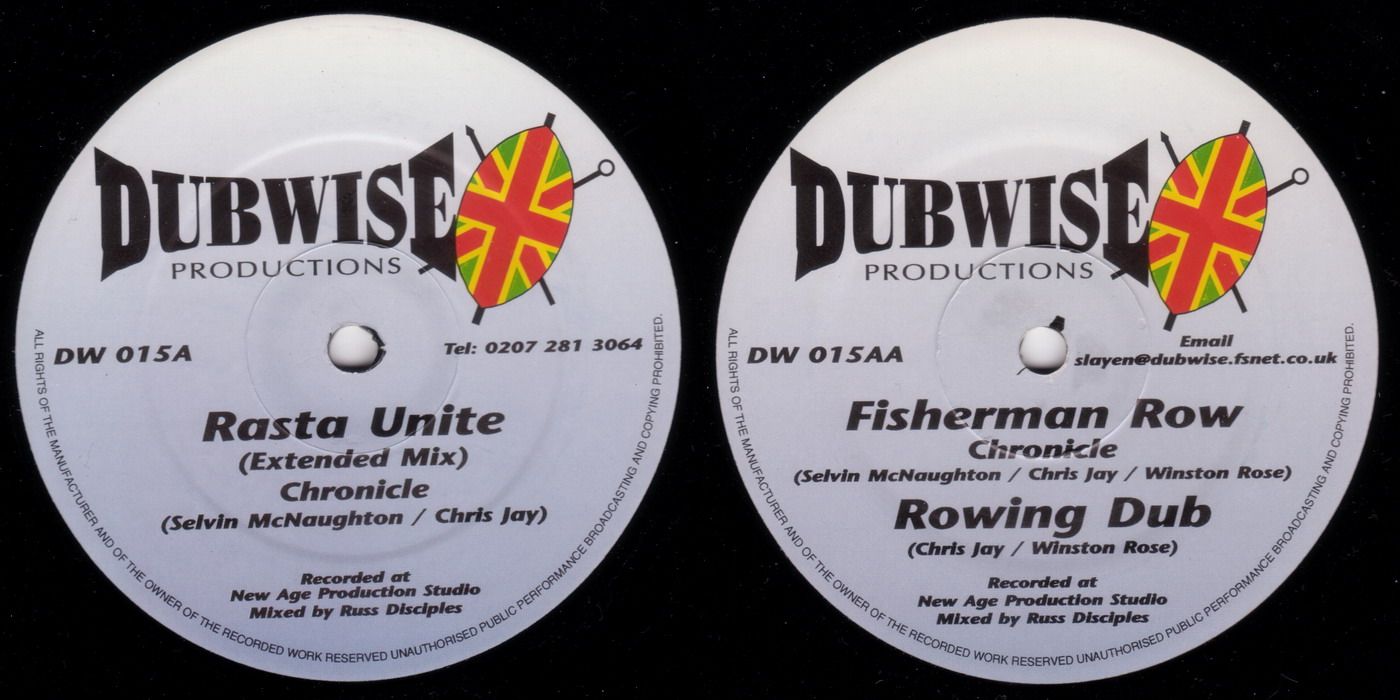 DUBWISE
PRODUCTIONS
DW 015A
Tel: 0207 281 3064
Rasta Unite
(Extended Mix)
Chronicle
(Selvin McNaughton / Chris Jay)
Recorded at
New Age Production Studio
Mixed by Russ Disciples
ALL RIGHTS OF THE MANUFACTURER AND OF THE OWNER OF THE RECORDED WORK RESERVED UNAUTHORISED PUBLIC PERFORMANCE BROADCASTING AND COPYING PROHIBITED.
DUBWISE
PRODUCTIONS
DW 015AA
Email
slayen@dubwise.fsnet.co.uk
Fisherman Row
Chronicle
(Selvin McNaughton / Chris Jay / Winston Rose)
Rowing Dub
(Chris Jay / Winston Rose)
Recorded at
New Age Production Studio
Mixed by Russ Disciples
ALL RIGHTS OF THE MANUFACTURER AND OF THE OWNER OF THE RECORDED WORK RESERVED UNAUTHORISED PUBLIC PERFORMANCE BROADCASTING AND COPYING PROHIBITED.